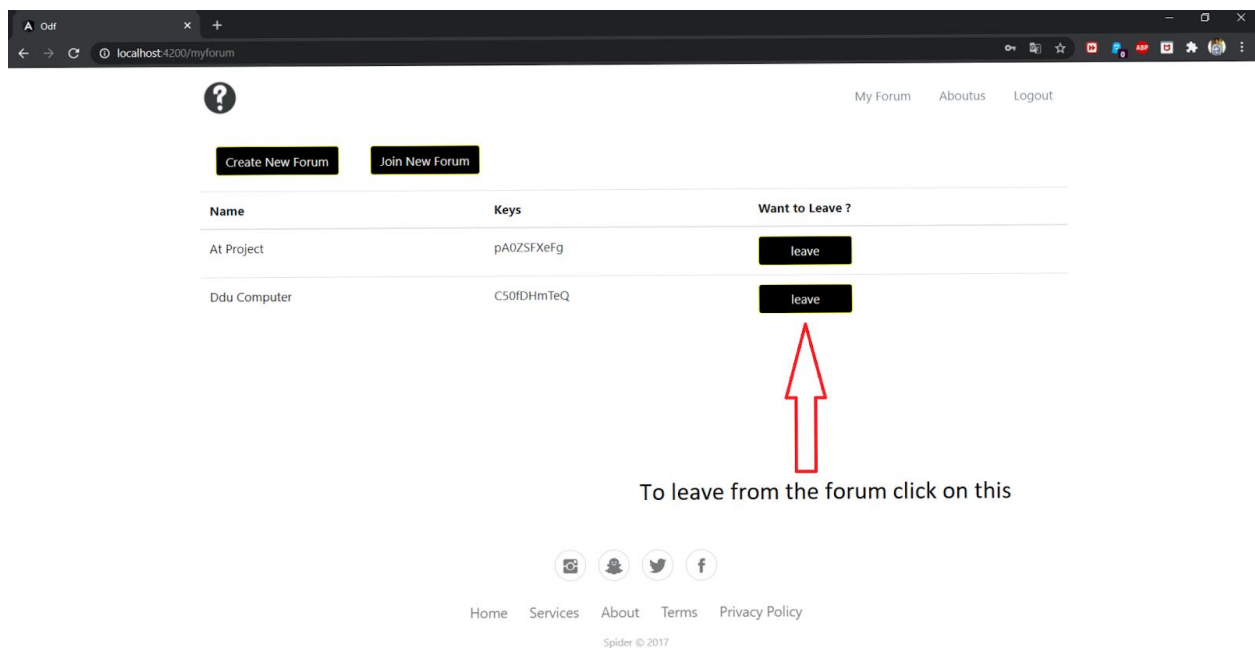 Odf
localhost:4200/myforum
ABP
0
My Forum Aboutus Logout
Create New Forum Join New Forum
Name Keys Want to Leave ?
At Project pA0ZSFXeFg leave
Ddu Computer C50fDHmTeQ leave
To leave from the forum click on this
Home Services About Terms Privacy Policy
Spider © 2017